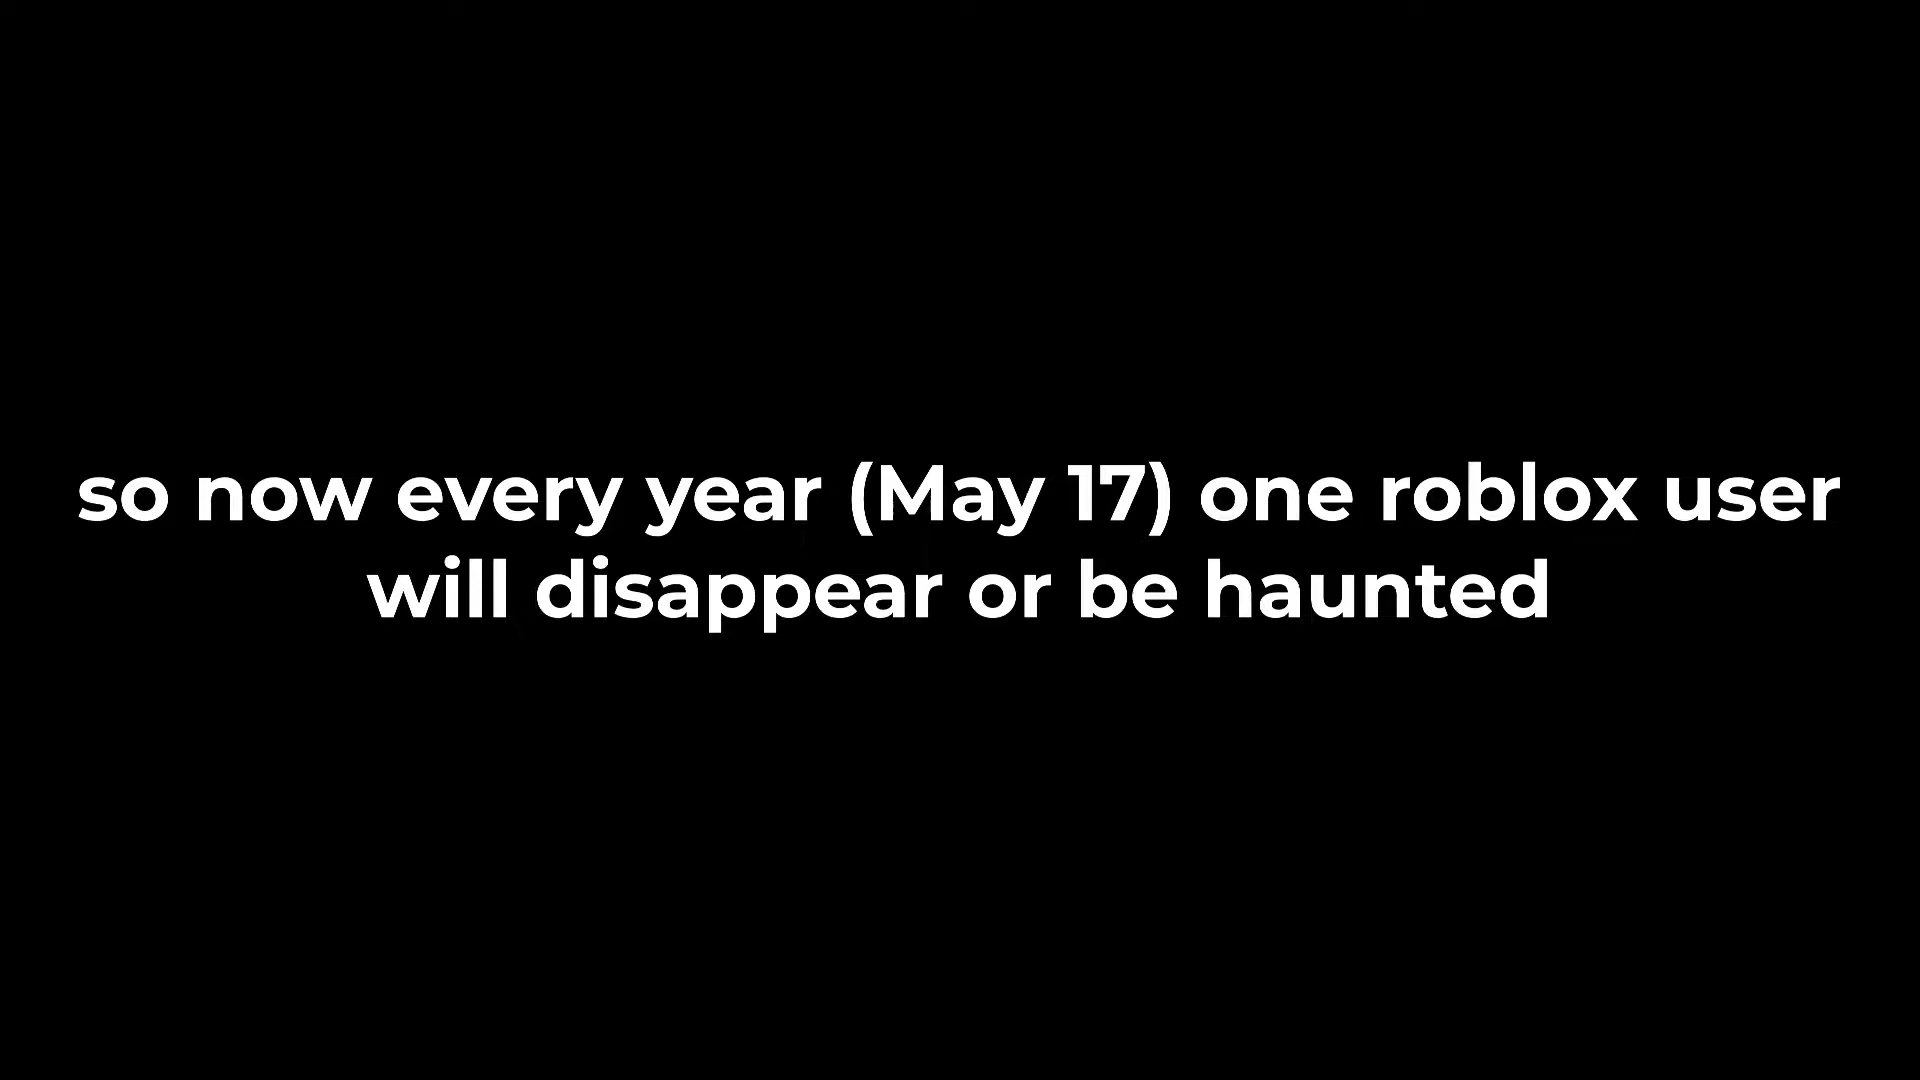 so now every year (May 17) one roblox user
will disappear or be haunted